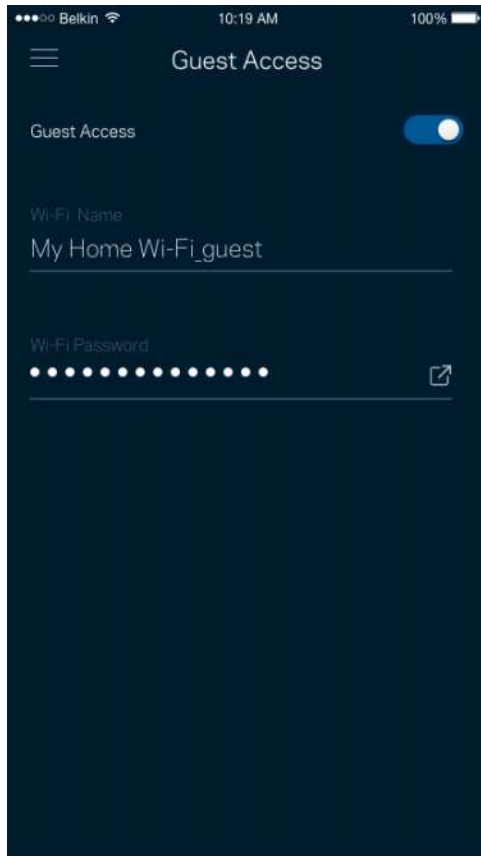 Belkin 10:19 AM 100%
Guest Access
Guest Access
Wi-Fi Name
My Home Wi-Fi_guest
Wi-Fi Password
••••••••••••••